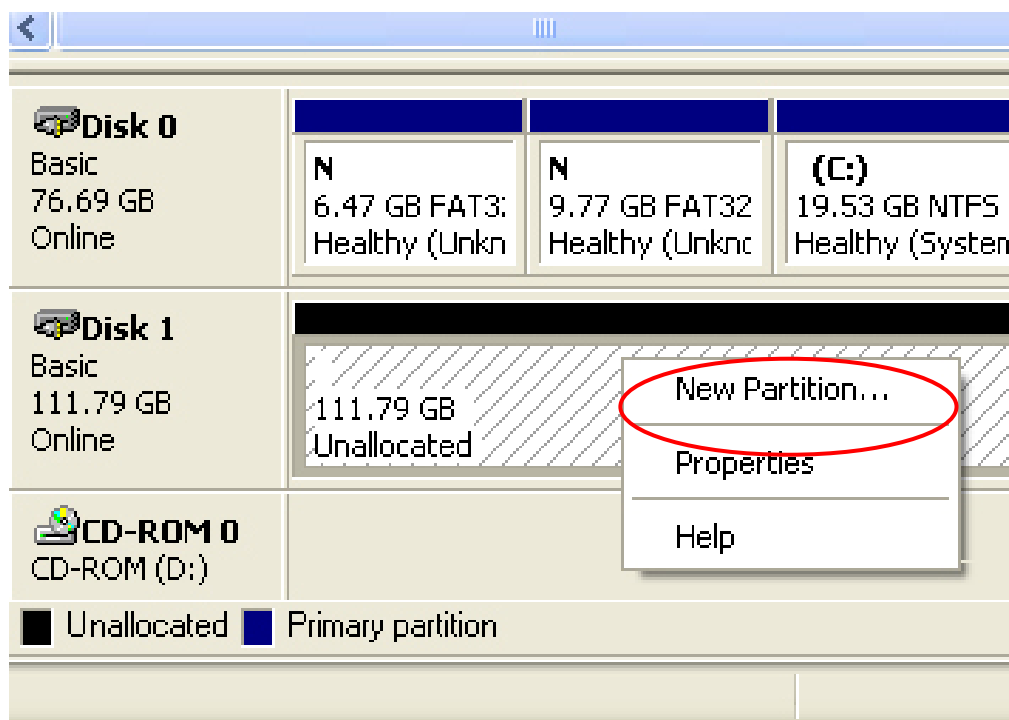 Disk 0
Basic
76.69 GB
Online
N
6.47 GB FAT3
Healthy (Unkn
N
9.77 GB FAT32
Healthy (Unkno
(C:)
19.53 GB NTFS
Healthy (System
Disk 1
Basic
111.79 GB
Online
111.79 GB
Unallocated
New Partition...
Properties
Help
CD-ROM 0
CD-ROM (D:)
Unallocated
Primary partition